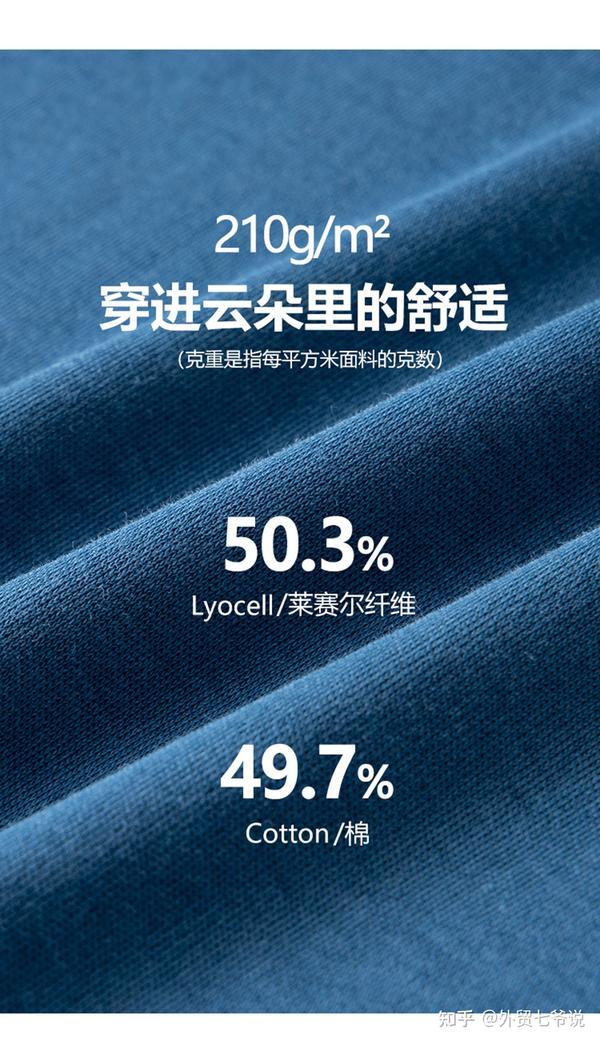 210g/m²
穿进云朵里的舒适
（克重是指每平方米面料的克数）
50.3%
Lyocell/莱赛尔纤维
49.7%
Cotton/棉
知乎 @外贸七爷说